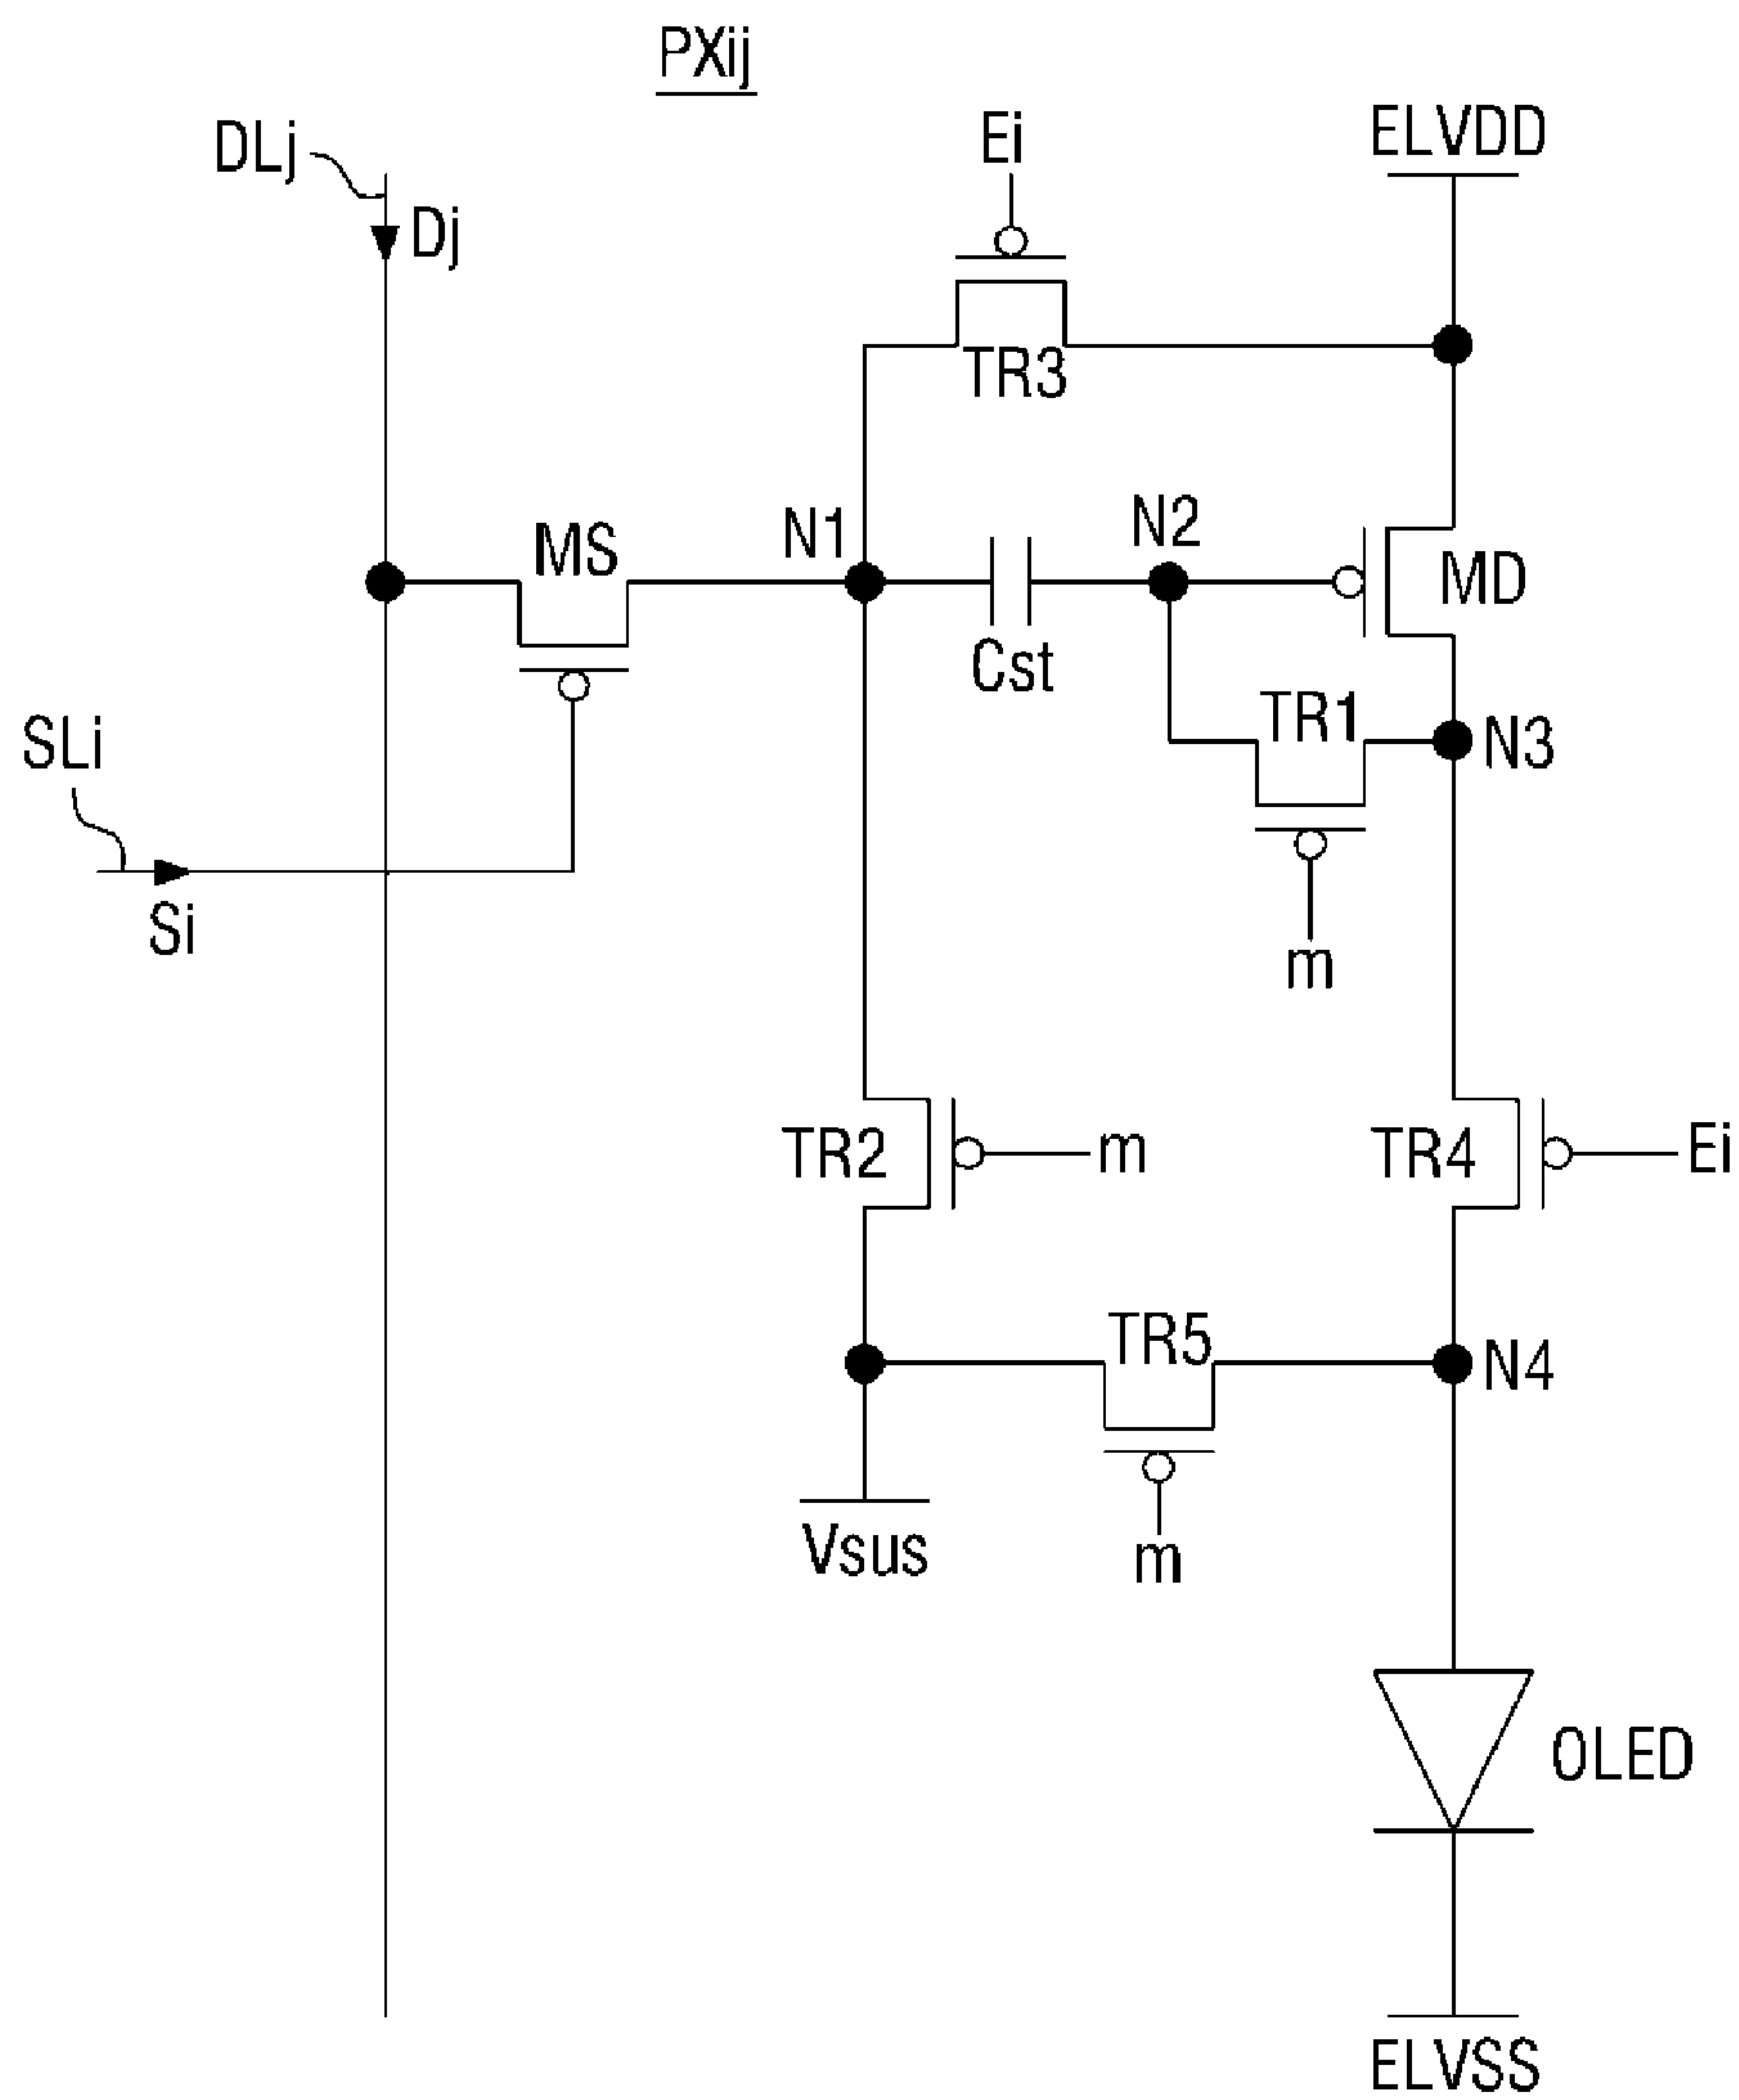 PXij
DLj
Dj
Ei
ELVDD
TR3
MS
N1
N2
MD
Cst
TR1
N3
SLi
Si
m
TR2
m
TR4
Ei
TR5
N4
Vsus
m
OLED
ELVSS